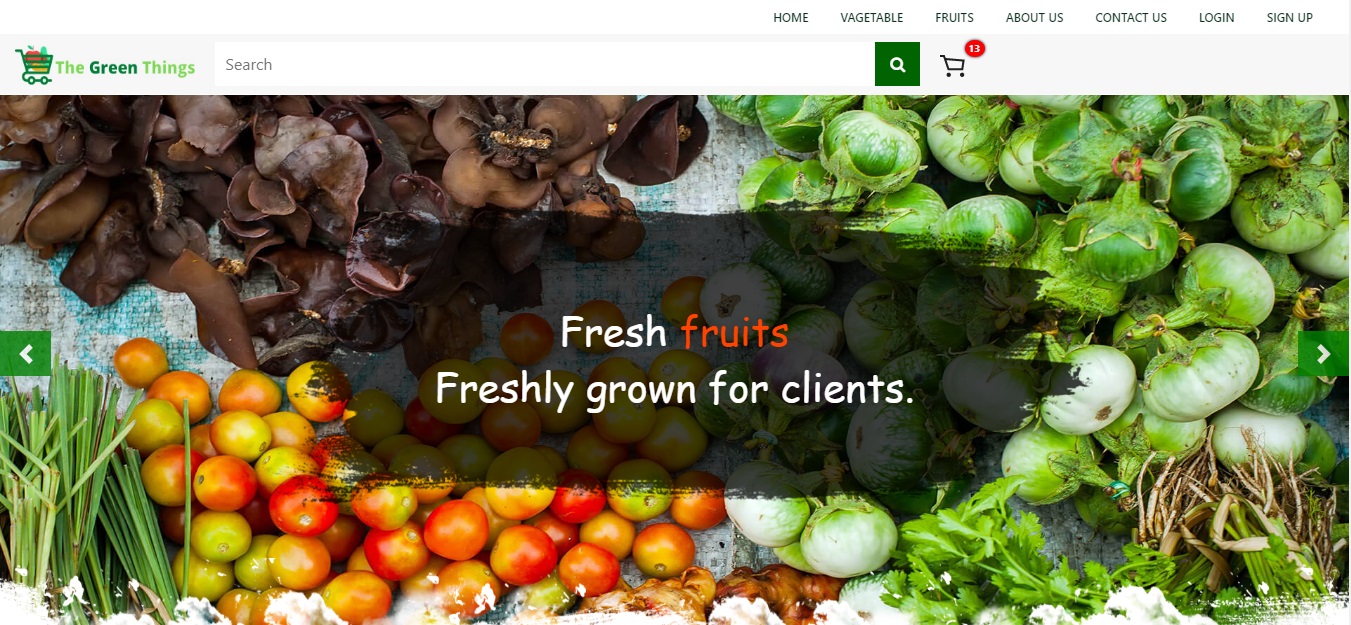 HOME VAGETABLE FRUITS ABOUT US CONTACT US LOGIN SIGN UP
The Green Things
Search
13
Fresh fruits
Freshly grown for clients.